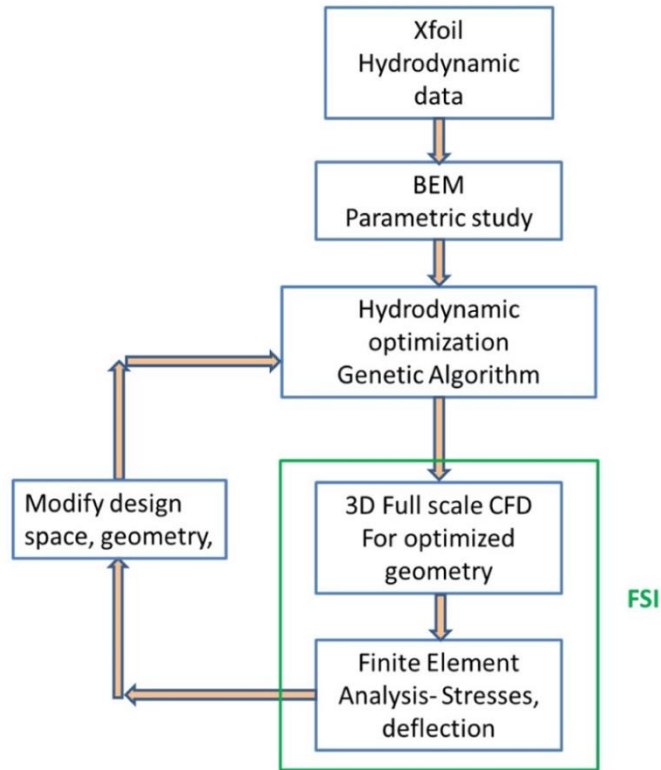 Xfoil
Hydrodynamic
data
BEM
Parametric study
Hydrodynamic
optimization
Genetic Algorithm
Modify design
space, geometry,
3D Full scale CFD
For optimized
geometry
FSI
Finite Element
Analysis- Stresses,
deflection